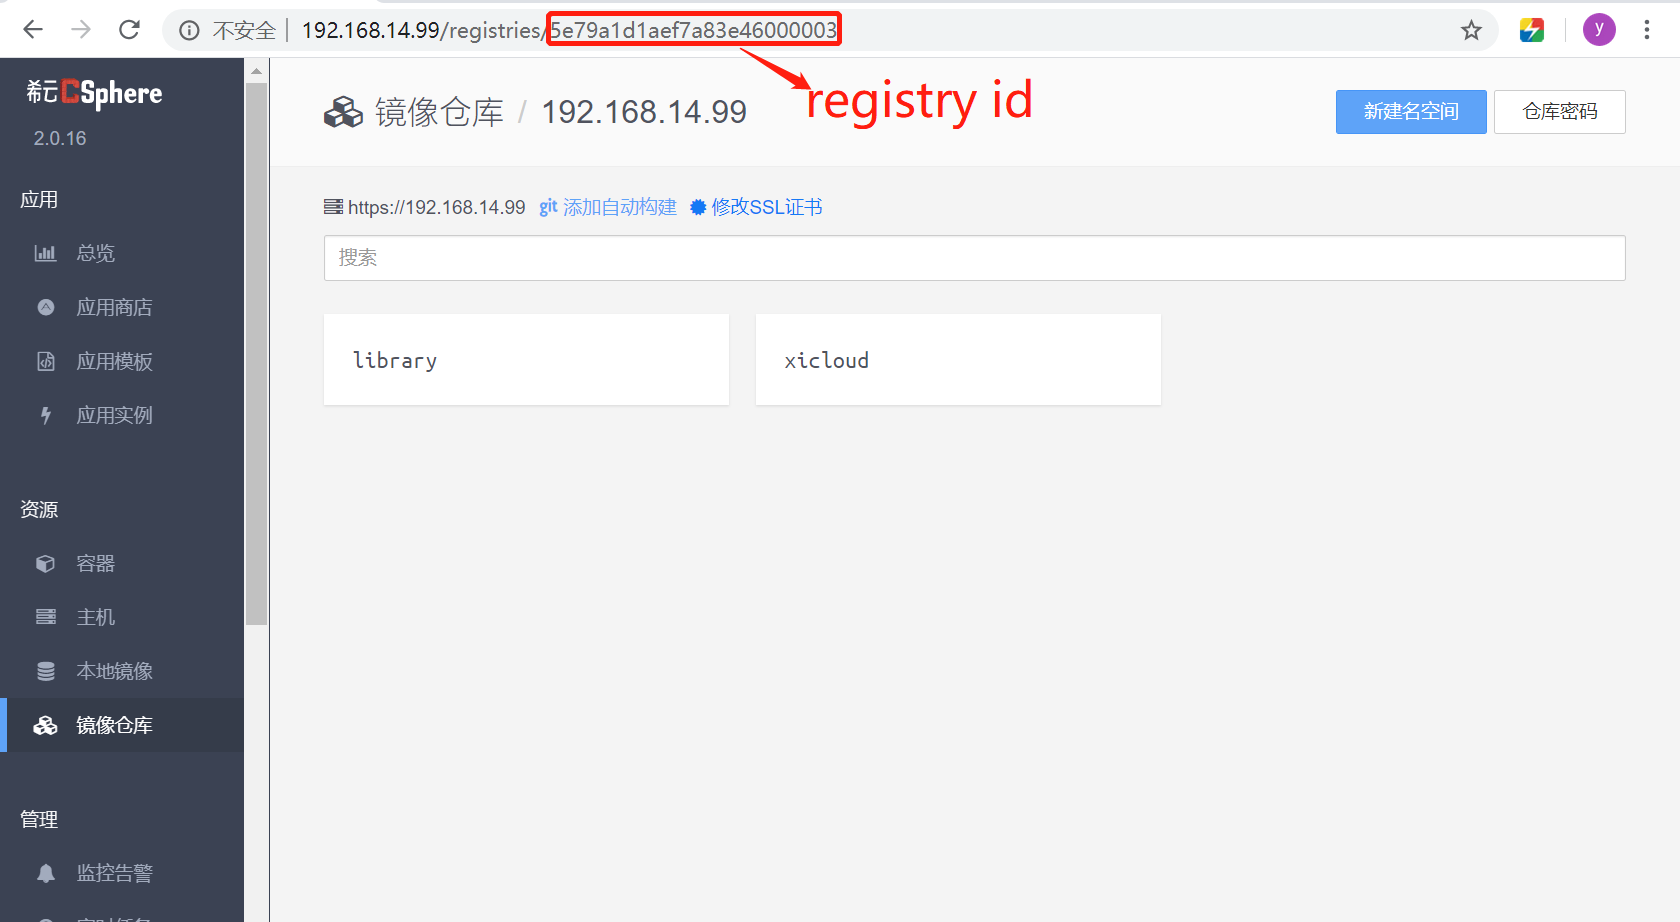 不安全 192.168.14.99/registries/5e79a1d1aef7a83e46000003
registry id
希云CSphere
2.0.16
应用
总览
应用商店
应用模板
应用实例
资源
容器
主机
本地镜像
镜像仓库
管理
监控告警
镜像仓库 / 192.168.14.99
新建名空间
仓库密码
https://192.168.14.99 git 添加自动构建 修改SSL证书
搜索
library
xicloud
y